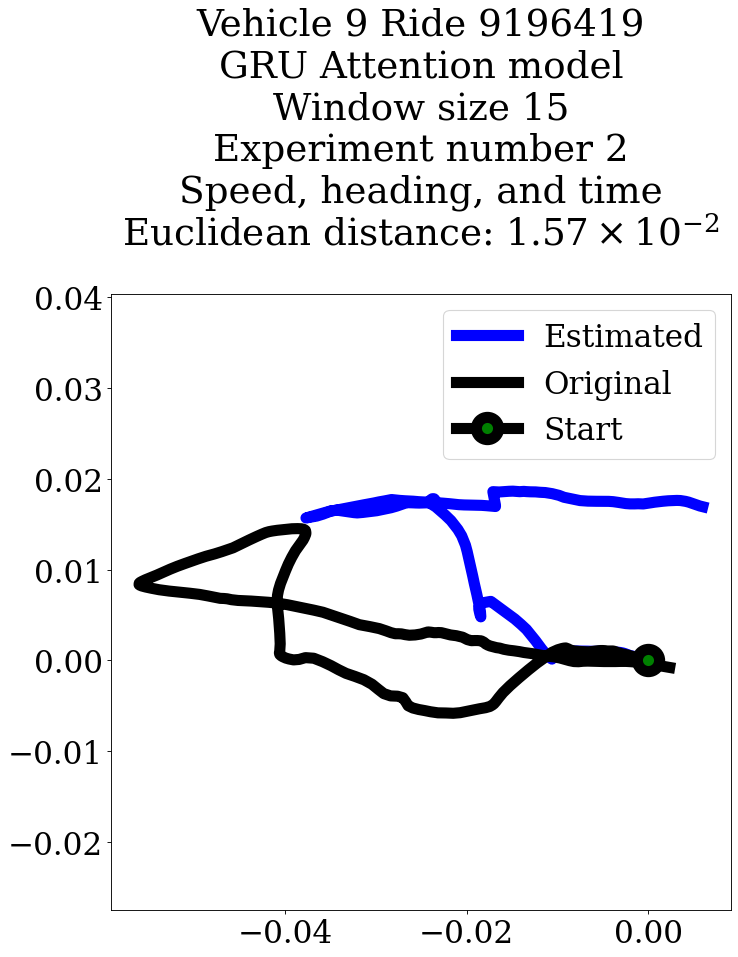 Vehicle 9 Ride 9196419
GRU Attention model
Window size 15
Experiment number 2
Speed, heading, and time
Euclidean distance: 1.57 × 10⁻²
0.04
0.03
0.02
0.01
0.00
−0.01
−0.02
Estimated
Original
Start
−0.04
−0.02
0.00